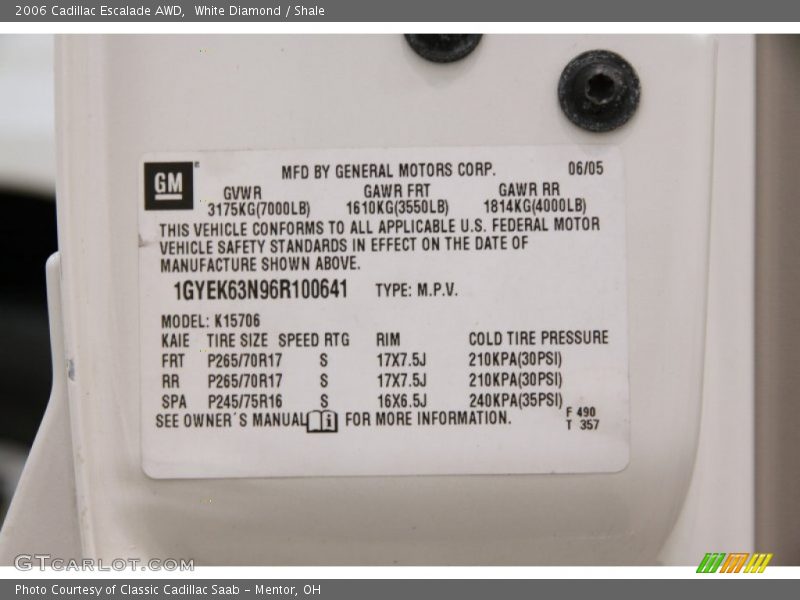 2006 Cadillac Escalade AWD,  White Diamond / Shale
GM ®
MFD BY GENERAL MOTORS CORP. 06/05
GVWR GAWR FRT GAWR RR
3175KG(7000LB) 1610KG(3550LB) 1814KG(4000LB)
THIS VEHICLE CONFORMS TO ALL APPLICABLE U.S. FEDERAL MOTOR
VEHICLE SAFETY STANDARDS IN EFFECT ON THE DATE OF
MANUFACTURE SHOWN ABOVE.
1GYEK63N96R100641 TYPE: M.P.V.
MODEL: K15706
KAIE TIRE SIZE SPEED RTG RIM COLD TIRE PRESSURE
FRT P265/70R17 S 17X7.5J 210KPA(30PSI)
RR P265/70R17 S 17X7.5J 210KPA(30PSI)
SPA P245/75R16 S 16X6.5J 240KPA(35PSI)
SEE OWNER'S MANUAL i FOR MORE INFORMATION.
F 490
T 357
GTCARLOT.COM
Photo Courtesy of Classic Cadillac Saab - Mentor, OH